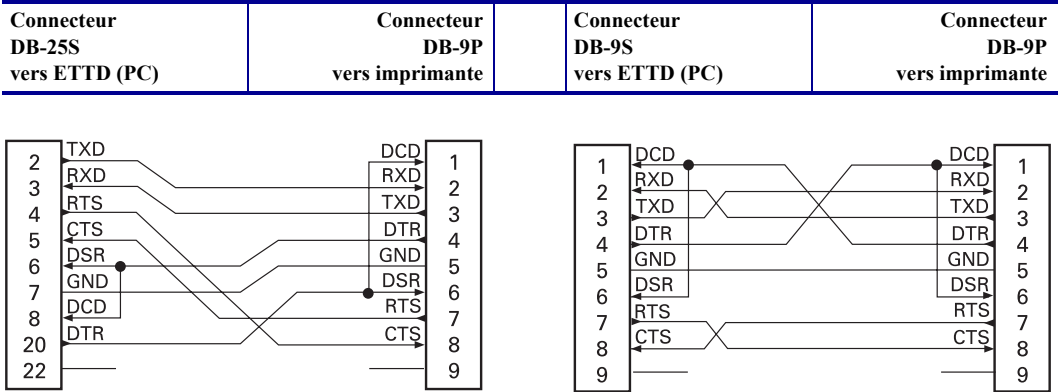 Connecteur DB-25S vers ETTD (PC)
Connecteur DB-9P vers imprimante
Connecteur DB-9S vers ETTD (PC)
Connecteur DB-9P vers imprimante
2 TXD DCD 1
3 RXD RXD 2
4 RTS TXD 3
5 CTS DTR 4
6 DSR GND 5
7 GND DSR 6
8 DCD RTS 7
20 DTR CTS 8
22 9
1 DCD DCD 1
2 RXD RXD 2
3 TXD TXD 3
4 DTR DTR 4
5 GND GND 5
6 DSR DSR 6
7 RTS RTS 7
8 CTS CTS 8
9 9